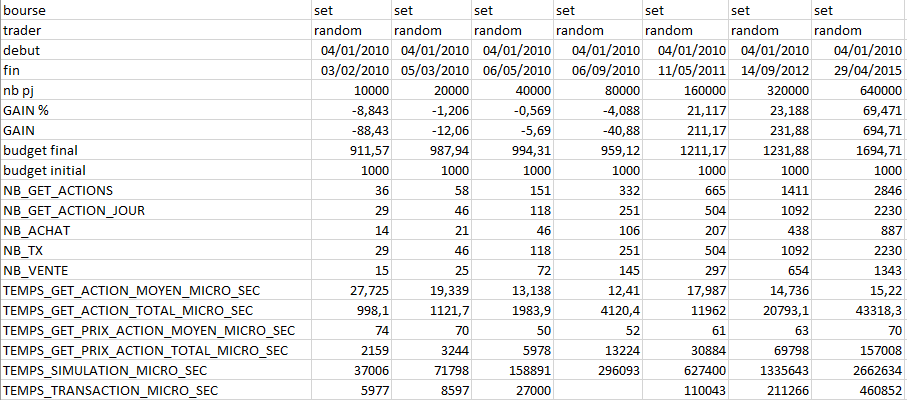 bourse set set set set set set set
trader random random random random random random random
debut 04/01/2010 04/01/2010 04/01/2010 04/01/2010 04/01/2010 04/01/2010 04/01/2010
fin 03/02/2010 05/03/2010 06/05/2010 06/09/2010 11/05/2011 14/09/2012 29/04/2015
nb pj 10000 20000 40000 80000 160000 320000 640000
GAIN % -8,843 -1,206 -0,569 -4,088 21,117 23,188 69,471
GAIN -88,43 -12,06 -5,69 -40,88 211,17 231,88 694,71
budget final 911,57 987,94 994,31 959,12 1211,17 1231,88 1694,71
budget initial 1000 1000 1000 1000 1000 1000 1000
NB_GET_ACTIONS 36 58 151 332 665 1411 2846
NB_GET_ACTION_JOUR 29 46 118 251 504 1092 2230
NB_ACHAT 14 21 46 106 207 438 887
NB_TX 29 46 118 251 504 1092 2230
NB_VENTE 15 25 72 145 297 654 1343
TEMPS_GET_ACTION_MOYEN_MICRO_SEC 27,725 19,339 13,138 12,41 17,987 14,736 15,22
TEMPS_GET_ACTION_TOTAL_MICRO_SEC 998,1 1121,7 1983,9 4120,4 11962 20793,1 43318,3
TEMPS_GET_PRIX_ACTION_MOYEN_MICRO_SEC 74 70 50 52 61 63 70
TEMPS_GET_PRIX_ACTION_TOTAL_MICRO_SEC 2159 3244 5978 13224 30884 69798 157008
TEMPS_SIMULATION_MICRO_SEC 37006 71798 158891 296093 627400 1335643 2662634
TEMPS_TRANSACTION_MICRO_SEC 5977 8597 27000 110043 211266 460852